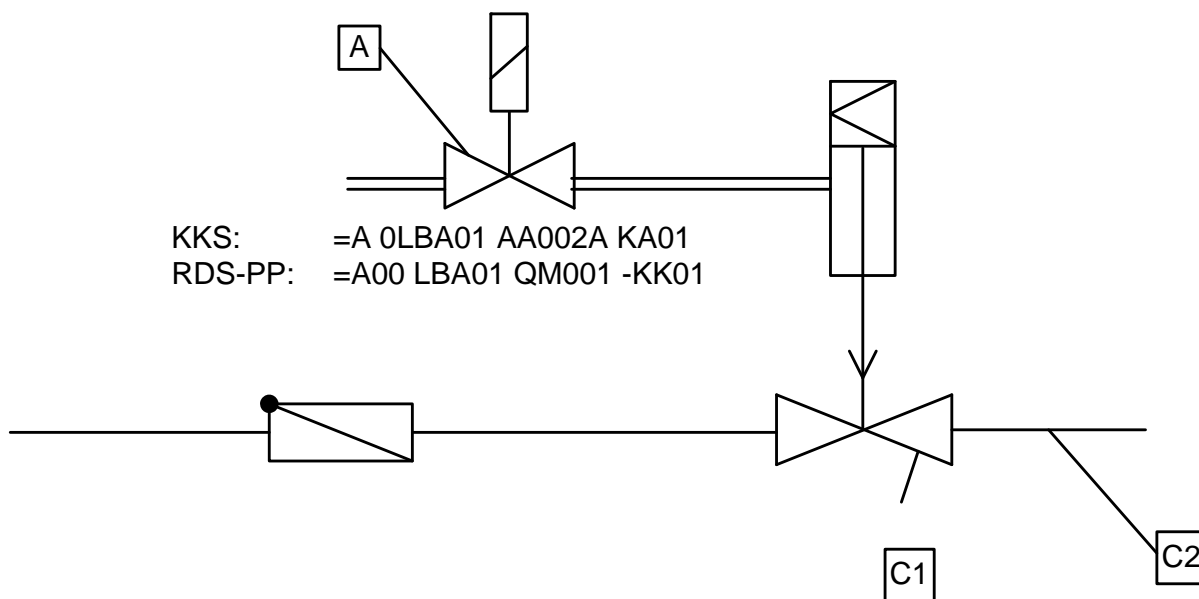 A
KKS: =A 0LBA01 AA002A KA01
RDS-PP: =A00 LBA01 QM001 -KK01
C1
C2